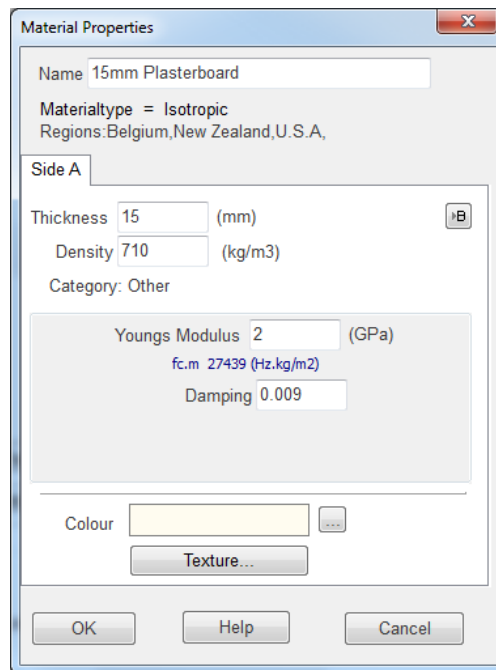 Material Properties
x
Name 15mm Plasterboard
Materialtype = Isotropic
Regions:Belgium,New Zealand,U.S.A,
Side A
Thickness 15 (mm)
B
Density 710 (kg/m3)
Category: Other
Youngs Modulus 2 (GPa)
fc.m 27439 (Hz.kg/m2)
Damping 0.009
Colour ...
Texture...
OK Help Cancel